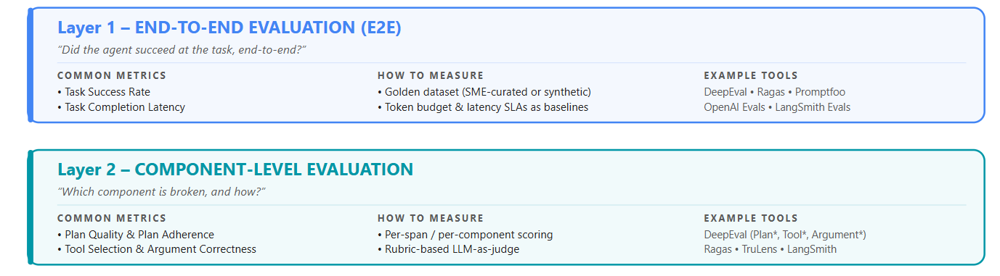 Layer 1 – END-TO-END EVALUATION (E2E)
“Did the agent succeed at the task, end-to-end?”
COMMON METRICS
• Task Success Rate
• Task Completion Latency
HOW TO MEASURE
• Golden dataset (SME-curated or synthetic)
• Token budget & latency SLAs as baselines
EXAMPLE TOOLS
DeepEval • Ragas • Promptfoo
OpenAI Evals • LangSmith Evals
Layer 2 – COMPONENT-LEVEL EVALUATION
“Which component is broken, and how?”
COMMON METRICS
• Plan Quality & Plan Adherence
• Tool Selection & Argument Correctness
HOW TO MEASURE
• Per-span / per-component scoring
• Rubric-based LLM-as-judge
EXAMPLE TOOLS
DeepEval (Plan*, Tool*, Argument*)
Ragas • TruLens • LangSmith